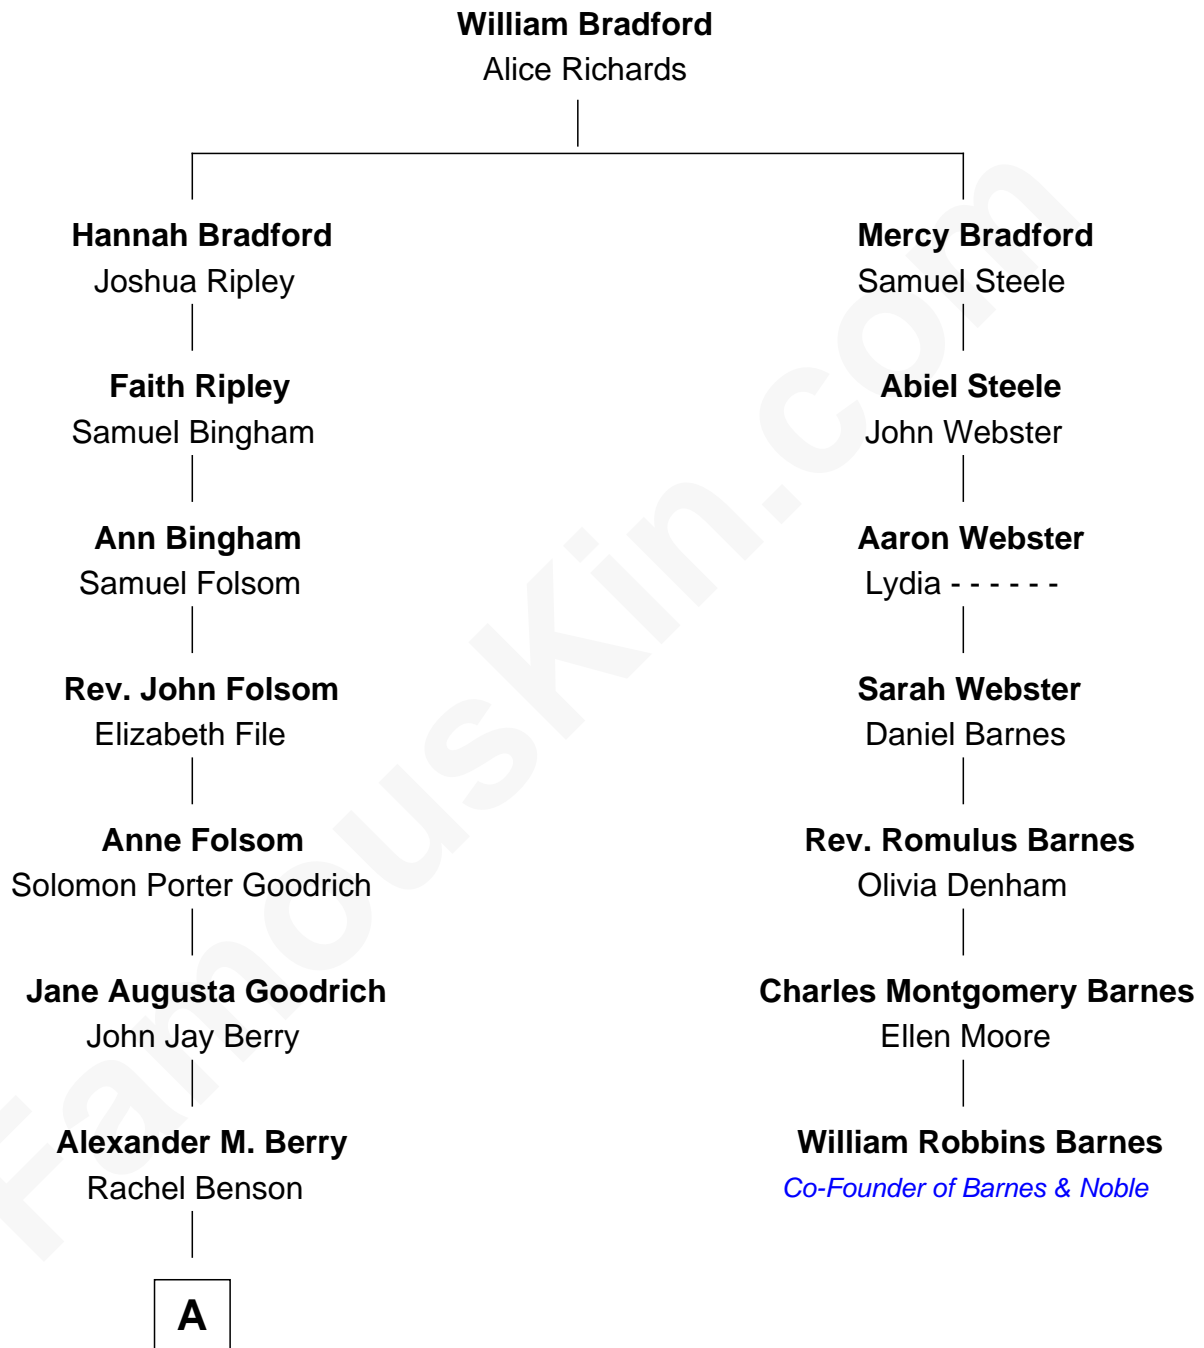 William Bradford
Alice Richards
Hannah Bradford
Joshua Ripley
Mercy Bradford
Samuel Steele
Faith Ripley
Samuel Bingham
Abiel Steele
John Webster
Ann Bingham
Samuel Folsom
Aaron Webster
Lydia - - - - - -
Rev. John Folsom
Elizabeth File
Sarah Webster
Daniel Barnes
Anne Folsom
Solomon Porter Goodrich
Rev. Romulus Barnes
Olivia Denham
Jane Augusta Goodrich
John Jay Berry
Charles Montgomery Barnes
Ellen Moore
Alexander M. Berry
Rachel Benson
William Robbins Barnes
Co-Founder of Barnes & Noble
A
FamousKin.com